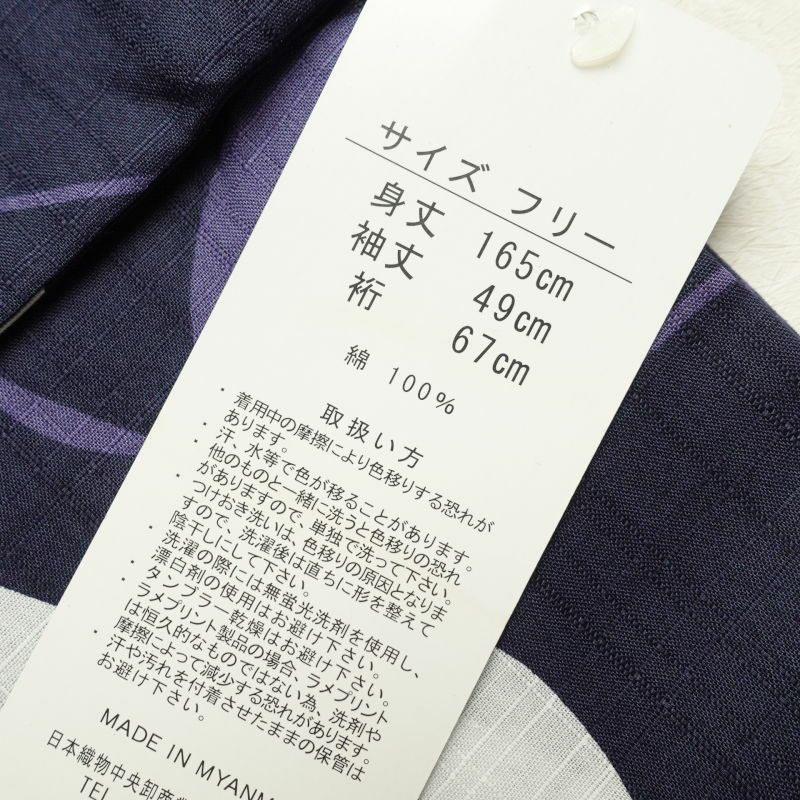 サイズ フリー
身丈 165cm
袖丈 49cm
裄 67cm
綿 100%
取扱い方
・着用中の摩擦により色移りする恐れが
あります。
・汗、水等で色が移ることがあります。
・他のものと一緒に洗うと色移りの恐れ
がありますので、単独で洗って下さい。
・つけおき洗いは、色移りの原因となりま
すので、洗濯後は直ちに形を整えて
陰干しにして下さい。
・洗濯の際には無蛍光洗剤を使用し、
漂白剤の使用はお避け下さい。
・タンブラー乾燥はお避け下さい。
・ラメプリント製品の場合、ラメプリント
は恒久的なものではない為、洗剤や
摩擦によって減少する恐れがあります。
・汗や汚れを付着させたままの保管は
お避け下さい。
MADE IN MYANM
日本織物中央卸商業
TEL